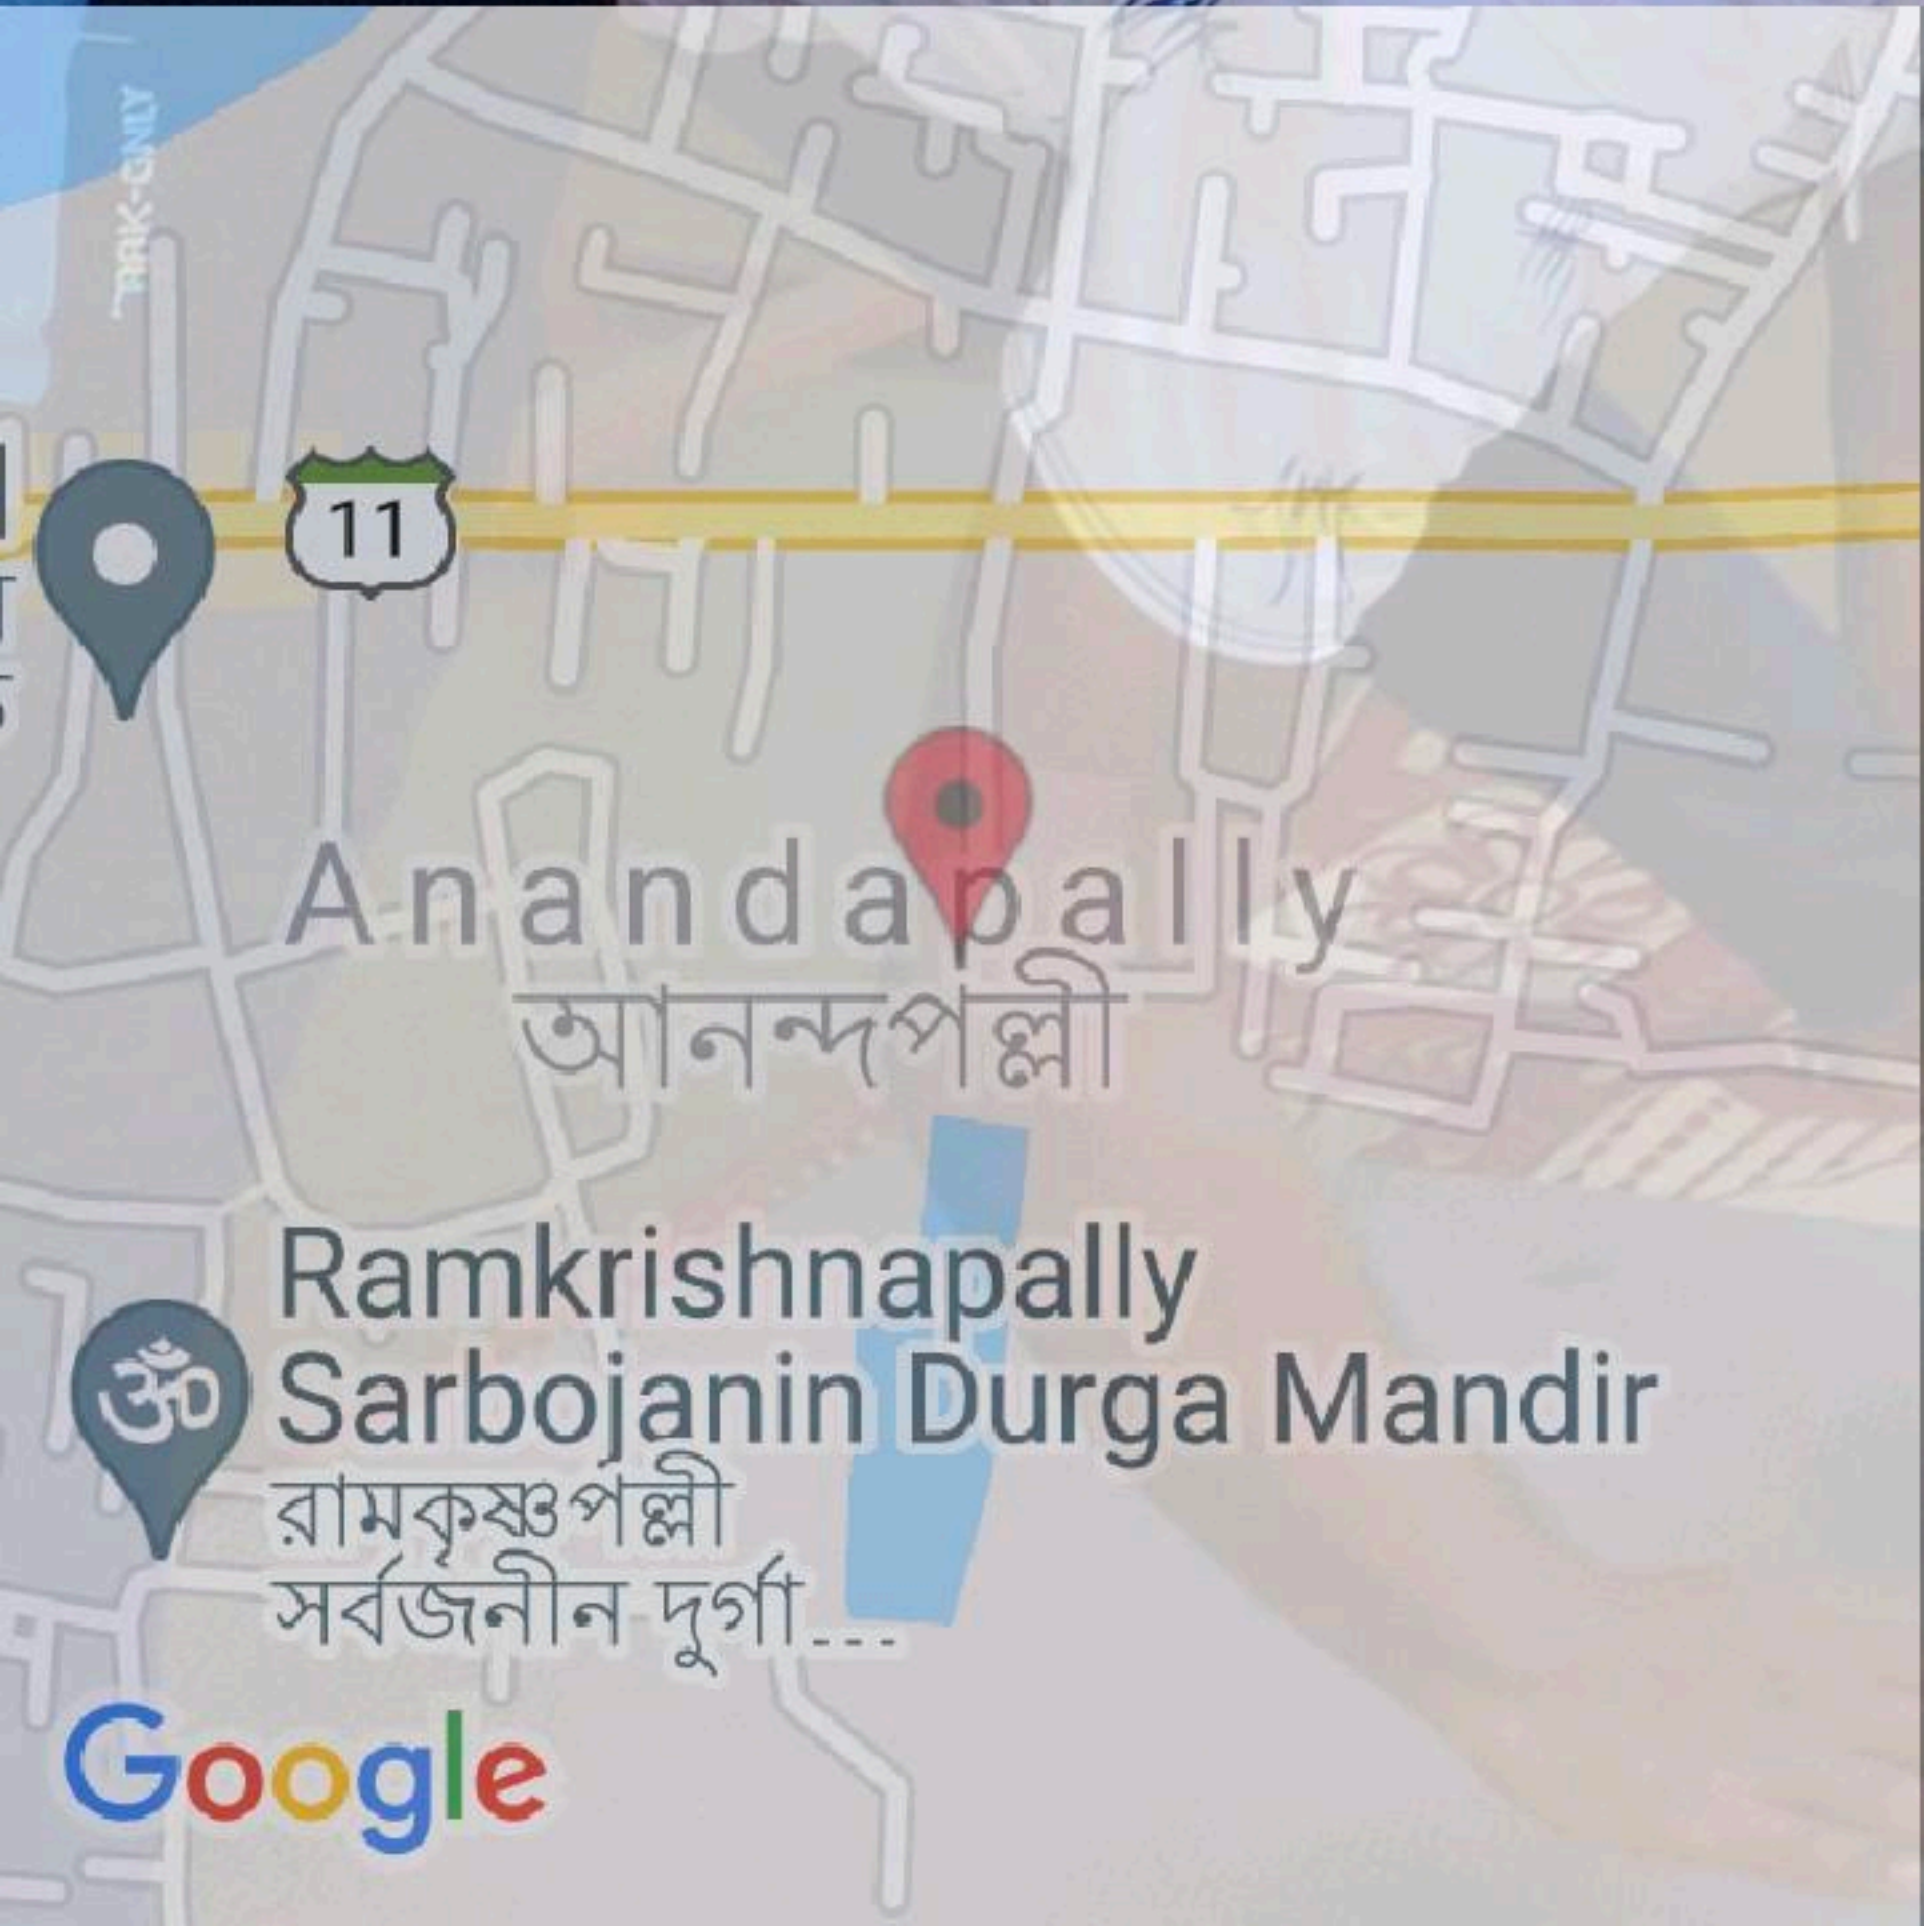 11
Anandapally
আনন্দপল্লী
Ramkrishnapally
Sarbojanin Durga Mandir
রামকৃষ্ণপল্লী
সর্বজনীন দুর্গা...
Google